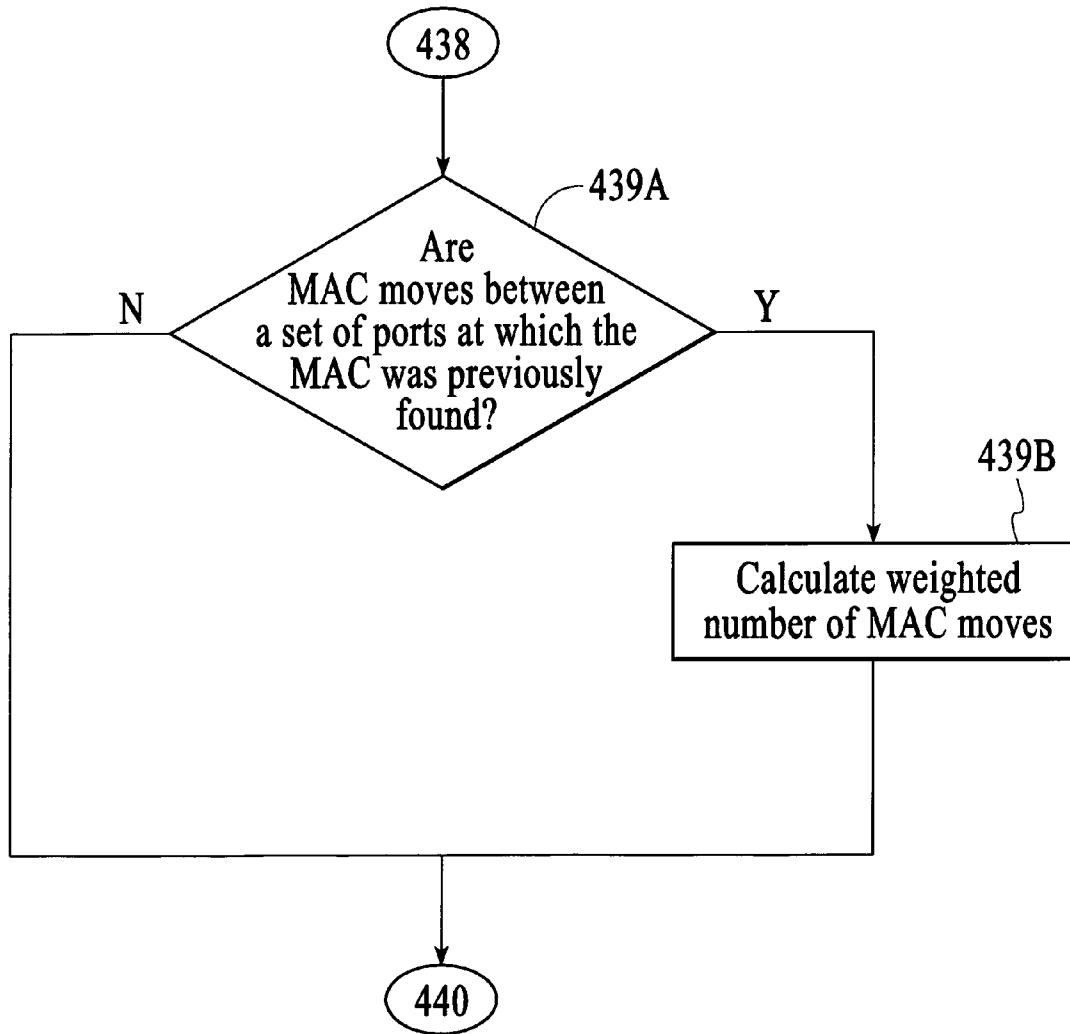 438
439A
Are
MAC moves between
a set of ports at which the
MAC was previously
found?
N
Y
439B
Calculate weighted
number of MAC moves
440